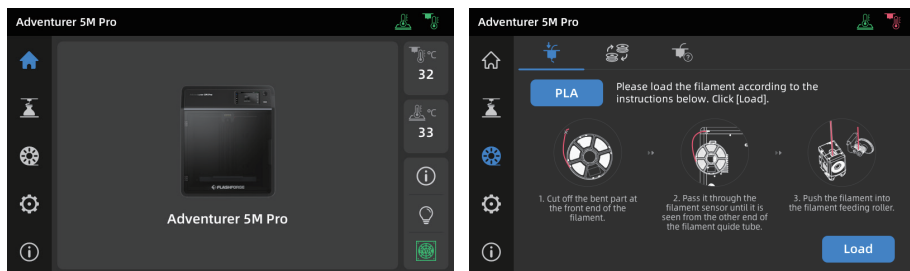 Adventurer 5M Pro
°C
32
°C
33
FLASHFORGE
Adventurer 5M Pro
Adventurer 5M Pro
PLA
Please load the filament according to the
instructions below. Click [Load].
1. Cut off the bent part at
the front end of the
filament.
2. Pass it through the
filament sensor until it is
seen from the other end of
the filament quide tube.
3. Push the filament into
the filament feeding roller.
Load